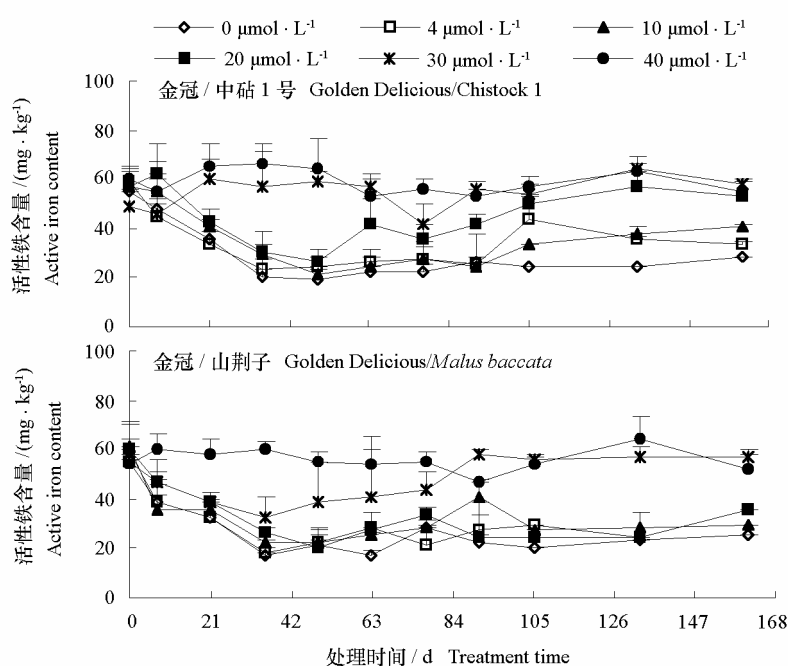 0 μmol · L⁻¹ 4 μmol · L⁻¹ 10 μmol · L⁻¹
20 μmol · L⁻¹ 30 μmol · L⁻¹ 40 μmol · L⁻¹
活性铁含量 /(mg · kg⁻¹)
Active iron content
100
80
60
40
20
0
金冠 / 中砧 1 号 Golden Delicious/Chistock 1
活性铁含量 /(mg · kg⁻¹)
Active iron content
100
80
60
40
20
0
金冠 / 山荆子 Golden Delicious/Malus baccata
0 21 42 63 84 105 126 147 168
处理时间 / d Treatment time